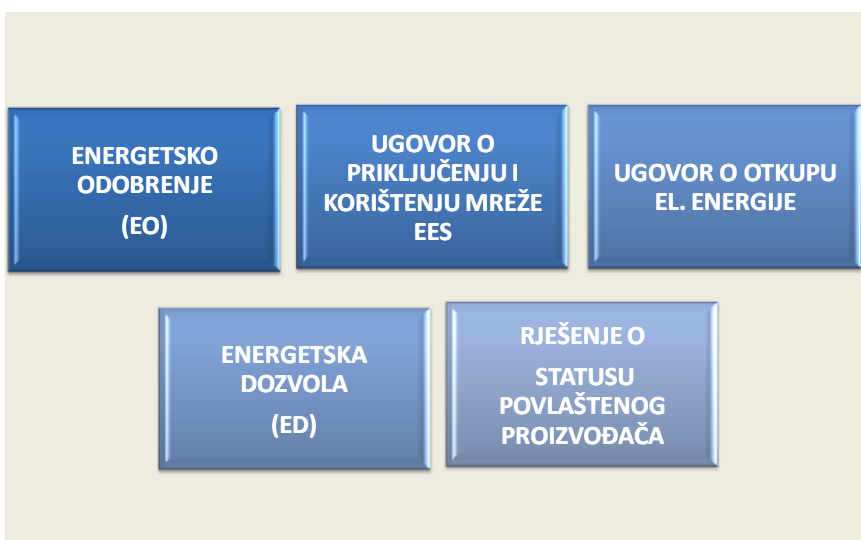 ENERGETSKO
ODOBRENJE
(EO)
UGOVOR O
PRIKLJUČENJU I
KORIŠTENJU MREŽE
EES
UGOVOR O OTKUPU
EL. ENERGIJE
ENERGETSKA
DOZVOLA
(ED)
RJEŠENJE O
STATUSU
POVLAŠTENOG
PROIZVOĐAČA